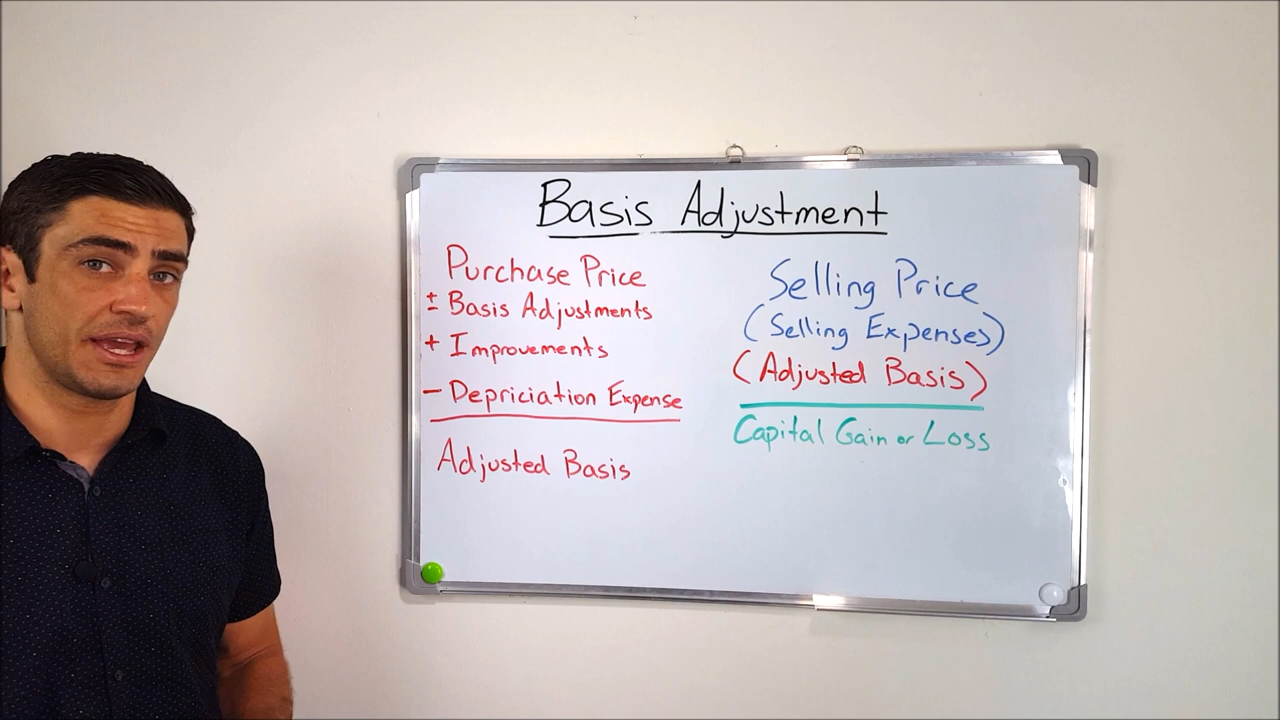 Basis Adjustment
Purchase Price
± Basis Adjustments
+ Improvements
- Depriciation Expense
Adjusted Basis
Selling Price
(Selling Expenses)
(Adjusted Basis)
Capital Gain or Loss